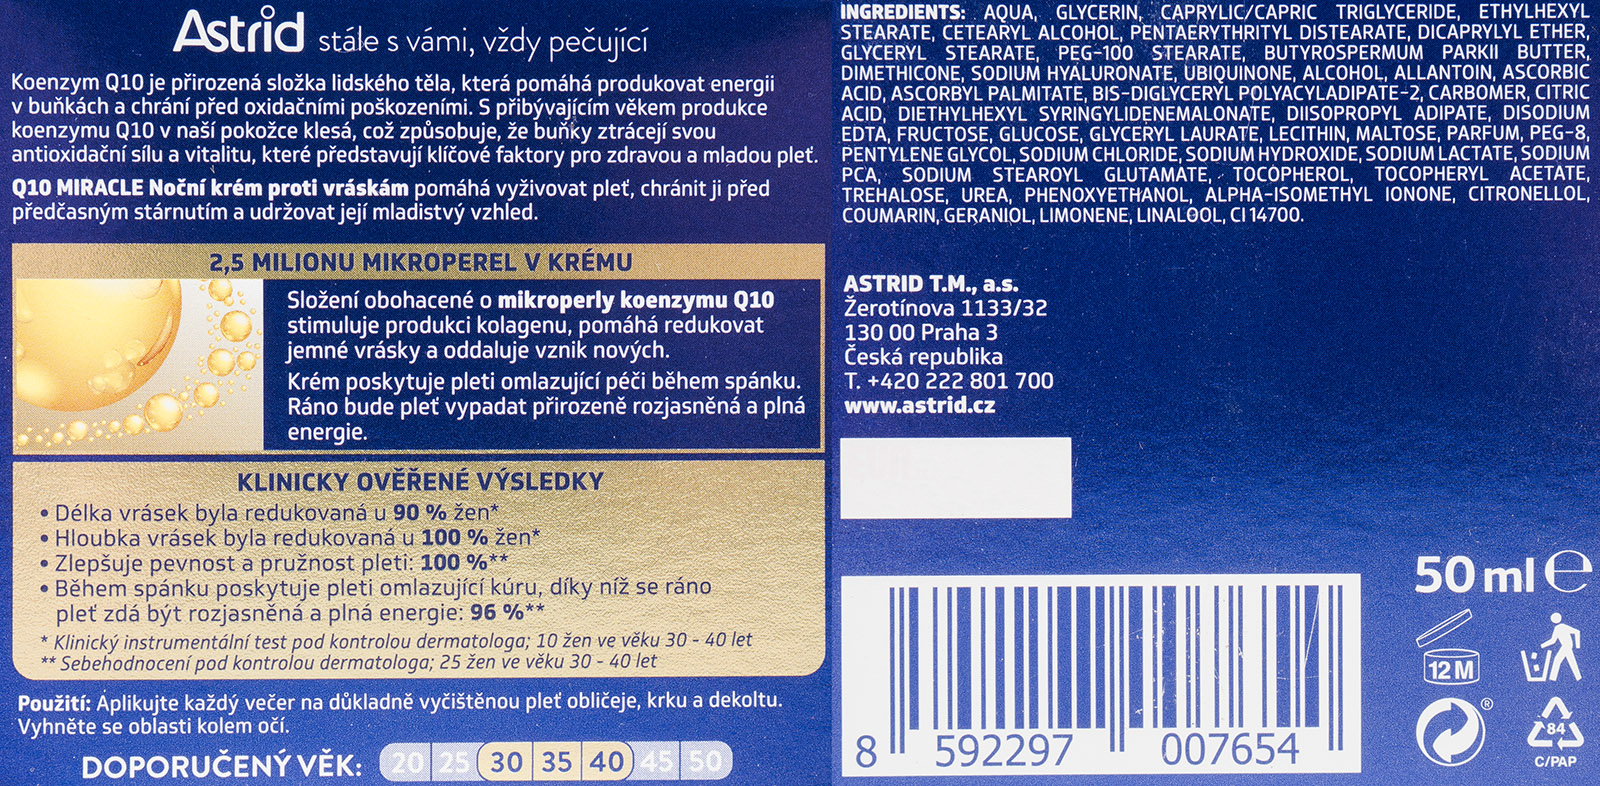 Astrid stále s vámi, vždy pečující
Koenzym Q10 je přirozená složka lidského těla, která pomáhá produkovat energii
v buňkách a chrání před oxidačními poškozeními. S přibývajícím věkem produkce
koenzymu Q10 v naší pokožce klesá, což způsobuje, že buňky ztrácejí svou
antioxidační sílu a vitalitu, které představují klíčové faktory pro zdravou a mladou pleť.
Q10 MIRACLE Noční krém proti vráskám pomáhá vyživovat pleť, chránit ji před
předčasným stárnutím a udržovat její mladistvý vzhled.
2,5 MILIONU MIKROPEREL V KRÉMU
Složení obohacené o mikroperly koenzymu Q10
stimuluje produkci kolagenu, pomáhá redukovat
jemné vrásky a oddaluje vznik nových.
Krém poskytuje pleti omlazující péči během spánku.
Ráno bude pleť vypadat přirozeně rozjasněná a plná
energie.
KLINICKY OVĚŘENÉ VÝSLEDKY
• Délka vrásek byla redukovaná u 90 % žen*
• Hloubka vrásek byla redukovaná u 100 % žen*
• Zlepšuje pevnost a pružnost pleti: 100 %**
• Během spánku poskytuje pleti omlazující kúru, díky níž se ráno
pleť zdá být rozjasněná a plná energie: 96 %**
* Klinický instrumentální test pod kontrolou dermatologa; 10 žen ve věku 30 - 40 let
** Sebehodnocení pod kontrolou dermatologa; 25 žen ve věku 30 - 40 let
Použití: Aplikujte každý večer na důkladně vyčištěnou pleť obličeje, krku a dekoltu.
Vyhněte se oblasti kolem očí.
DOPORUČENÝ VĚK: 20 25 30 35 40 45 50
INGREDIENTS: AQUA, GLYCERIN, CAPRYLIC/CAPRIC TRIGLYCERIDE, ETHYLHEXYL
STEARATE, CETEARYL ALCOHOL, PENTAERYTHRITYL DISTEARATE, DICAPRYLYL ETHER,
GLYCERYL STEARATE, PEG-100 STEARATE, BUTYROSPERMUM PARKII BUTTER,
DIMETHICONE, SODIUM HYALURONATE, UBIQUINONE, ALCOHOL, ALLANTOIN, ASCORBIC
ACID, ASCORBYL PALMITATE, BIS-DIGLYCERYL POLYACYLADIPATE-2, CARBOMER, CITRIC
ACID, DIETHYLHEXYL SYRINGYLIDENEMALONATE, DIISOPROPYL ADIPATE, DISODIUM
EDTA, FRUCTOSE, GLUCOSE, GLYCERYL LAURATE, LECITHIN, MALTOSE, PARFUM, PEG-8,
PENTYLENE GLYCOL, SODIUM CHLORIDE, SODIUM HYDROXIDE, SODIUM LACTATE, SODIUM
PCA, SODIUM STEAROYL GLUTAMATE, TOCOPHEROL, TOCOPHERYL ACETATE,
TREHALOSE, UREA, PHENOXYETHANOL, ALPHA-ISOMETHYL IONONE, CITRONELLOL,
COUMARIN, GERANIOL, LIMONENE, LINALOOL, CI 14700.
ASTRID T.M., a.s.
Žerotínova 1133/32
130 00 Praha 3
Česká republika
T. +420 222 801 700
www.astrid.cz
50 ml e
12 M
®
84
C/PAP
8 592297 007654